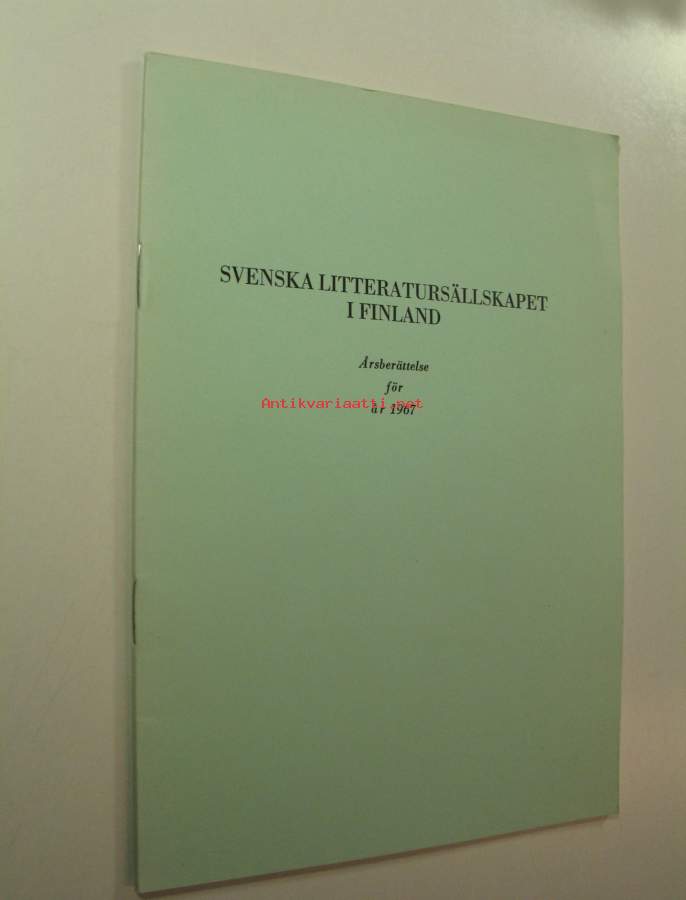 SVENSKA LITTERATURSÄLLSKAPET
I FINLAND
Årsberättelse
för
Antikvariaatti.net
år 1967